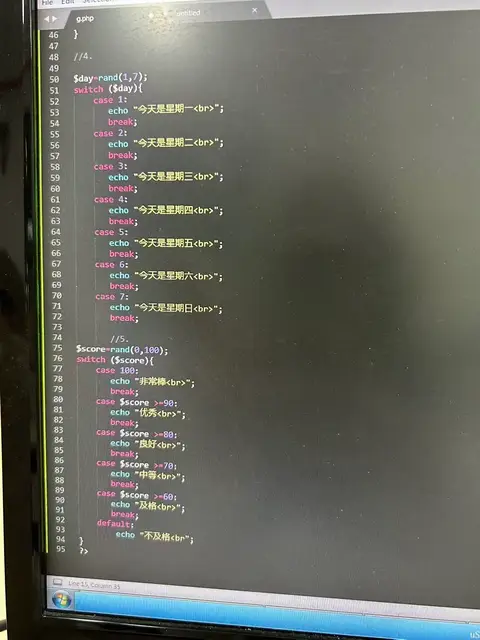 File Edit Selection
g.php
untitled
46 }
47
48 //4.
49
50 $day=rand(1,7);
51 switch ($day){
52 case 1:
53 echo "今天是星期一<br>";
54 break;
55 case 2:
56 echo "今天是星期二<br>";
57 break;
58 case 3:
59 echo "今天是星期三<br>";
60 break;
61 case 4:
62 echo "今天是星期四<br>";
63 break;
64 case 5:
65 echo "今天是星期五<br>";
66 break;
67 case 6:
68 echo "今天是星期六<br>";
69 break;
70 case 7:
71 echo "今天是星期日<br>";
72 break;
73
74 //5.
75 $score=rand(0,100);
76 switch ($score){
77 case 100:
78 echo "非常棒<br>";
79 break;
80 case $score >=90:
81 echo "优秀<br>";
82 break;
83 case $score >=80:
84 echo "良好<br>";
85 break;
86 case $score >=70:
87 echo "中等<br>";
88 break;
89 case $score >=60:
90 echo "及格<br>";
91 break;
92 default:
93 echo "不及格<br";
94 }
95 ?>